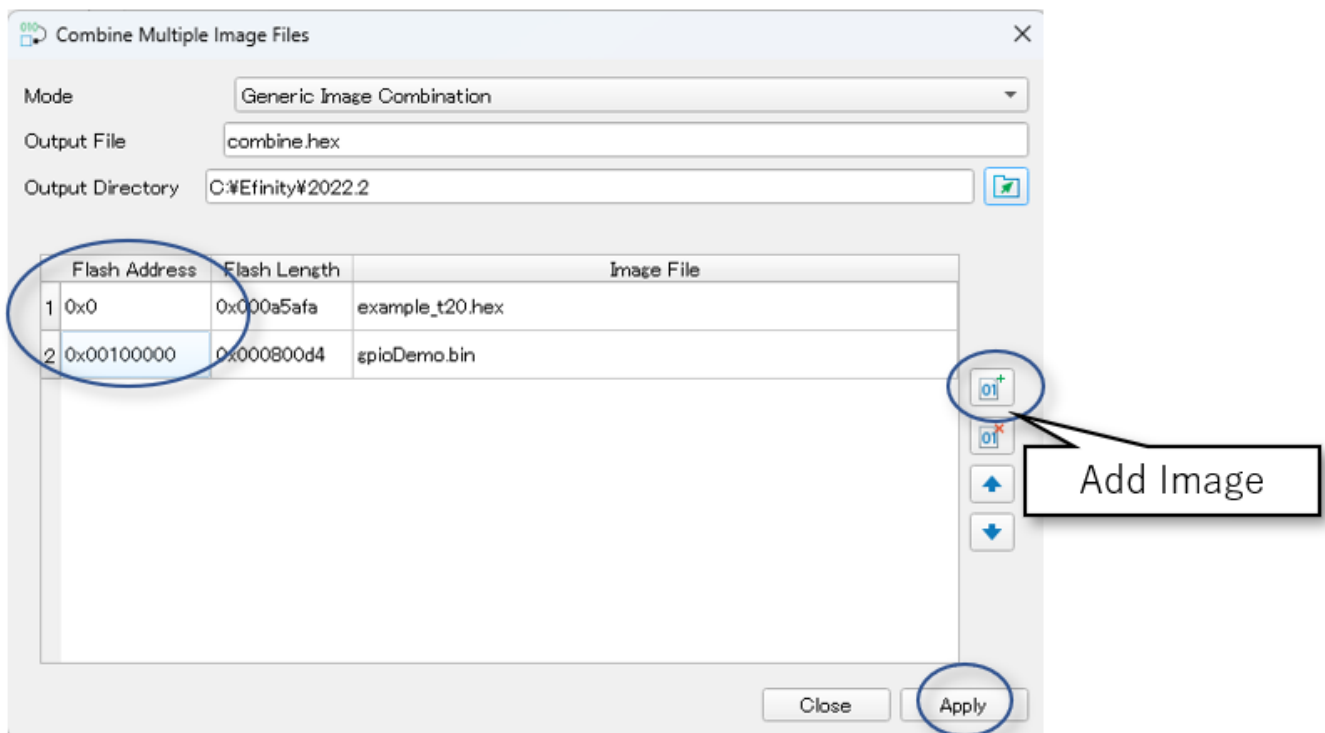 Combine Multiple Image Files
Mode Generic Image Combination
Output File combine.hex
Output Directory C:¥Efinity¥2022.2
Flash Address Flash Length Image File
1 0x0 0x000a5afa example_t20.hex
2 0x00100000 0x000800d4 gpioDemo.bin
Add Image
Close Apply